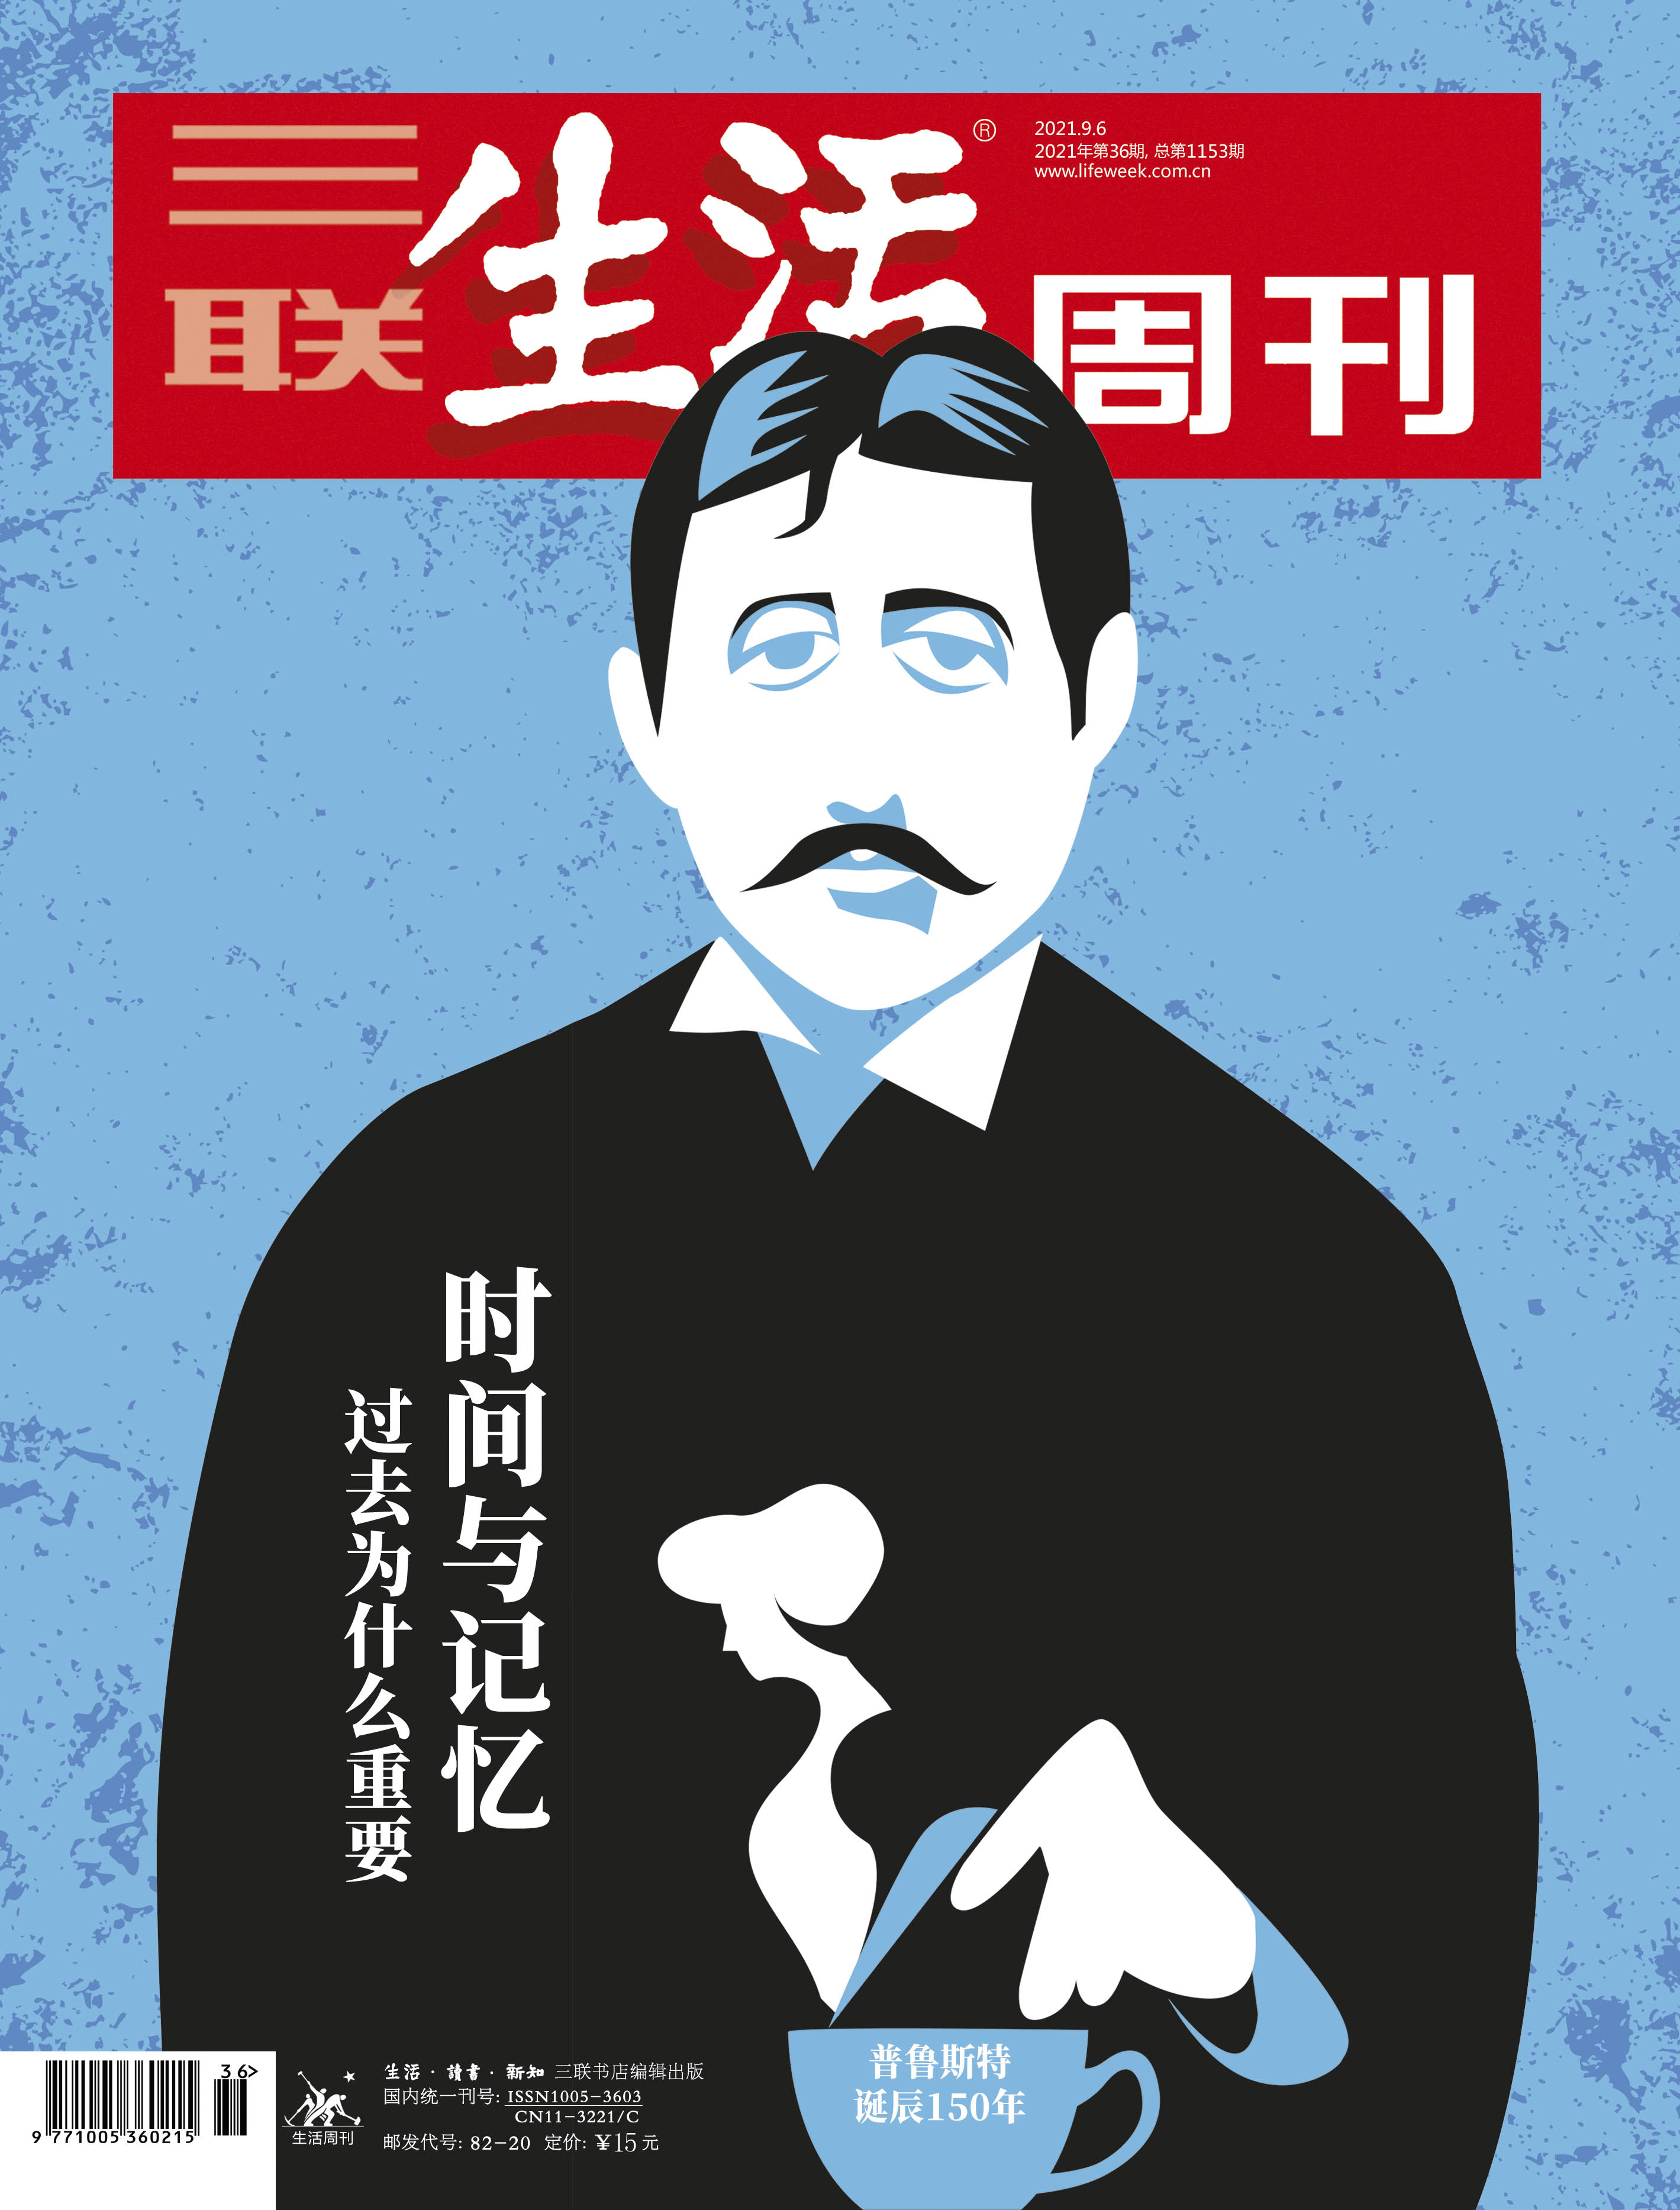 三联生活周刊®
2021.9.6
2021年第36期, 总第1153期
www.lifeweek.com.cn
时间与记忆
过去为什么重要
普鲁斯特
诞辰150年
36>
9 771005 360215
生活周刊
生活·讀書·新知 三联书店编辑出版
国内统一刊号: ISSN1005-3603
CN11-3221/C
邮发代号: 82-20 定价: ¥15元